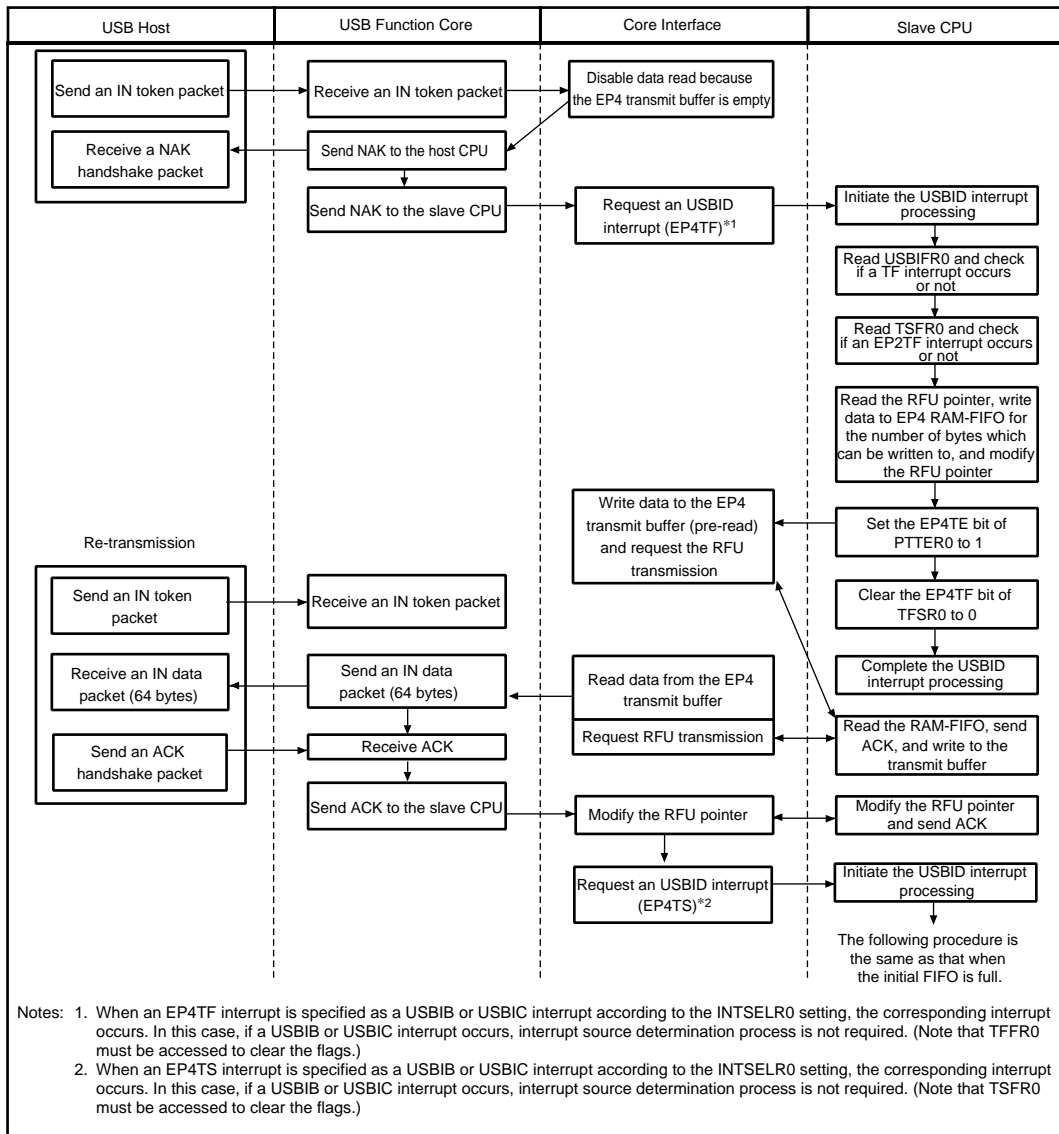 USB Host
USB Function Core
Core Interface
Slave CPU
Send an IN token packet
Receive an IN token packet
Disable data read because
the EP4 transmit buffer is empty
Receive a NAK
handshake packet
Send NAK to the host CPU
Send NAK to the slave CPU
Request an USBID
interrupt (EP4TF)*1
Initiate the USBID interrupt
processing
Read USBIFR0 and check
if a TF interrupt occurs
or not
Read TSFR0 and check
if an EP2TF interrupt occurs
or not
Read the RFU pointer, write
data to EP4 RAM-FIFO for
the number of bytes which
can be written to, and modify
the RFU pointer
Write data to the EP4
transmit buffer (pre-read)
and request the RFU
transmission
Set the EP4TE bit of
PTTER0 to 1
Re-transmission
Send an IN token
packet
Receive an IN token packet
Clear the EP4TF bit of
TFSR0 to 0
Complete the USBID
interrupt processing
Receive an IN data
packet (64 bytes)
Send an IN data
packet (64 bytes)
Read data from the EP4
transmit buffer
Request RFU transmission
Read the RAM-FIFO, send
ACK, and write to the
transmit buffer
Send an ACK
handshake packet
Receive ACK
Send ACK to the slave CPU
Modify the RFU pointer
Modify the RFU pointer
and send ACK
Request an USBID interrupt
(EP4TS)*2
Initiate the USBID interrupt
processing
The following procedure is
the same as that when
the initial FIFO is full.
Notes: 1. When an EP4TF interrupt is specified as a USBIB or USBIC interrupt according to the INTSELR0 setting, the corresponding interrupt
occurs. In this case, if a USBIB or USBIC interrupt occurs, interrupt source determination process is not required. (Note that TFFR0
must be accessed to clear the flags.)
2. When an EP4TS interrupt is specified as a USBIB or USBIC interrupt according to the INTSELR0 setting, the corresponding interrupt
occurs. In this case, if a USBIB or USBIC interrupt occurs, interrupt source determination process is not required. (Note that TSFR0
must be accessed to clear the flags.)